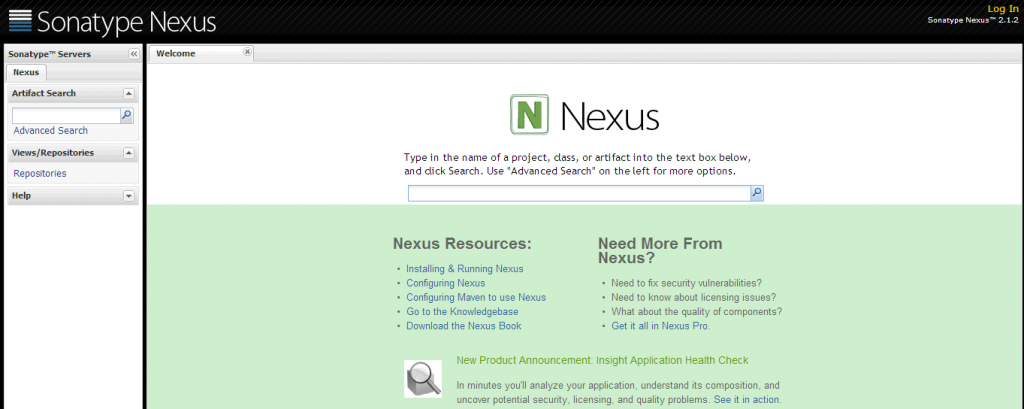 Sonatype Nexus
Log In
Sonatype Nexus™ 2.1.2
Sonatype™ Servers
Nexus
Artifact Search
Advanced Search
Views/Repositories
Repositories
Help
Welcome
N Nexus
Type in the name of a project, class, or artifact into the text box below,
and click Search. Use "Advanced Search" on the left for more options.
Nexus Resources:
• Installing & Running Nexus
• Configuring Nexus
• Configuring Maven to use Nexus
• Go to the Knowledgebase
• Download the Nexus Book
Need More From
Nexus?
• Need to fix security vulnerabilities?
• Need to know about licensing issues?
• What about the quality of components?
• Get it all in Nexus Pro.
New Product Announcement: Insight Application Health Check
In minutes you'll analyze your application, understand its composition, and
uncover potential security, licensing, and quality problems. See it in action.